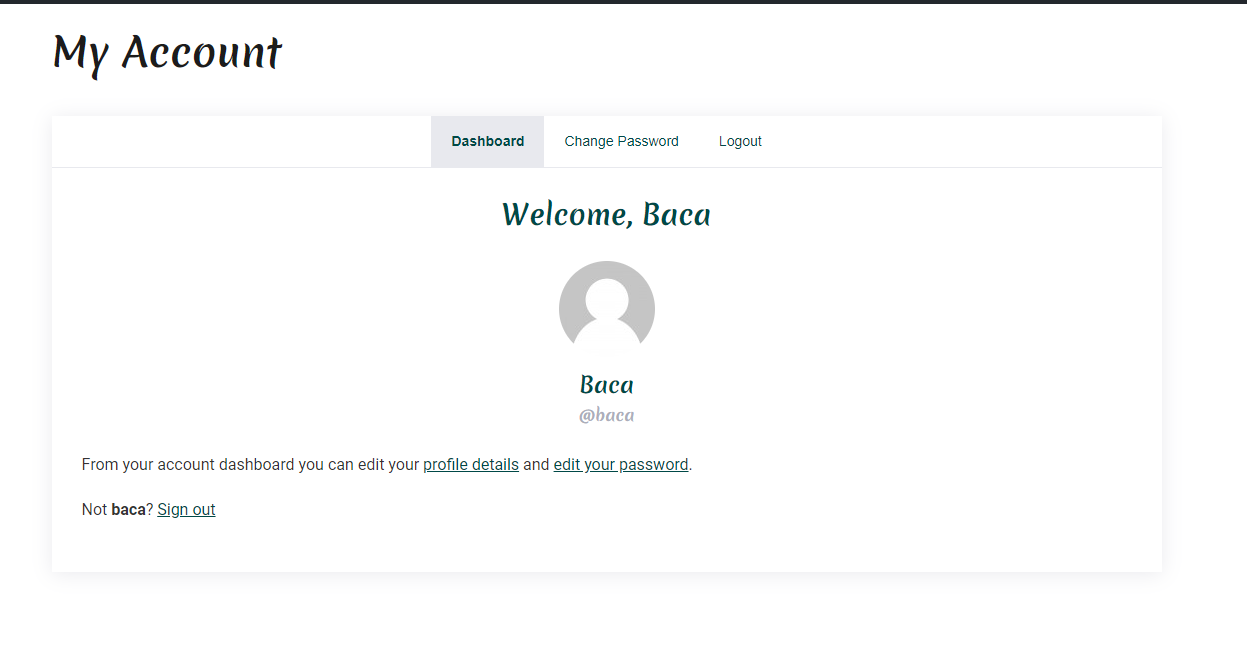 My Account
Dashboard Change Password Logout
Welcome, Baca
Baca
@baca
From your account dashboard you can edit your profile details and edit your password.
Not baca? Sign out